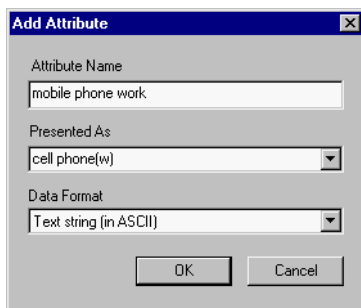 Add Attribute
Attribute Name
mobile phone work
Presented As
cell phone(w)
Data Format
Text string (in ASCII)
OK Cancel